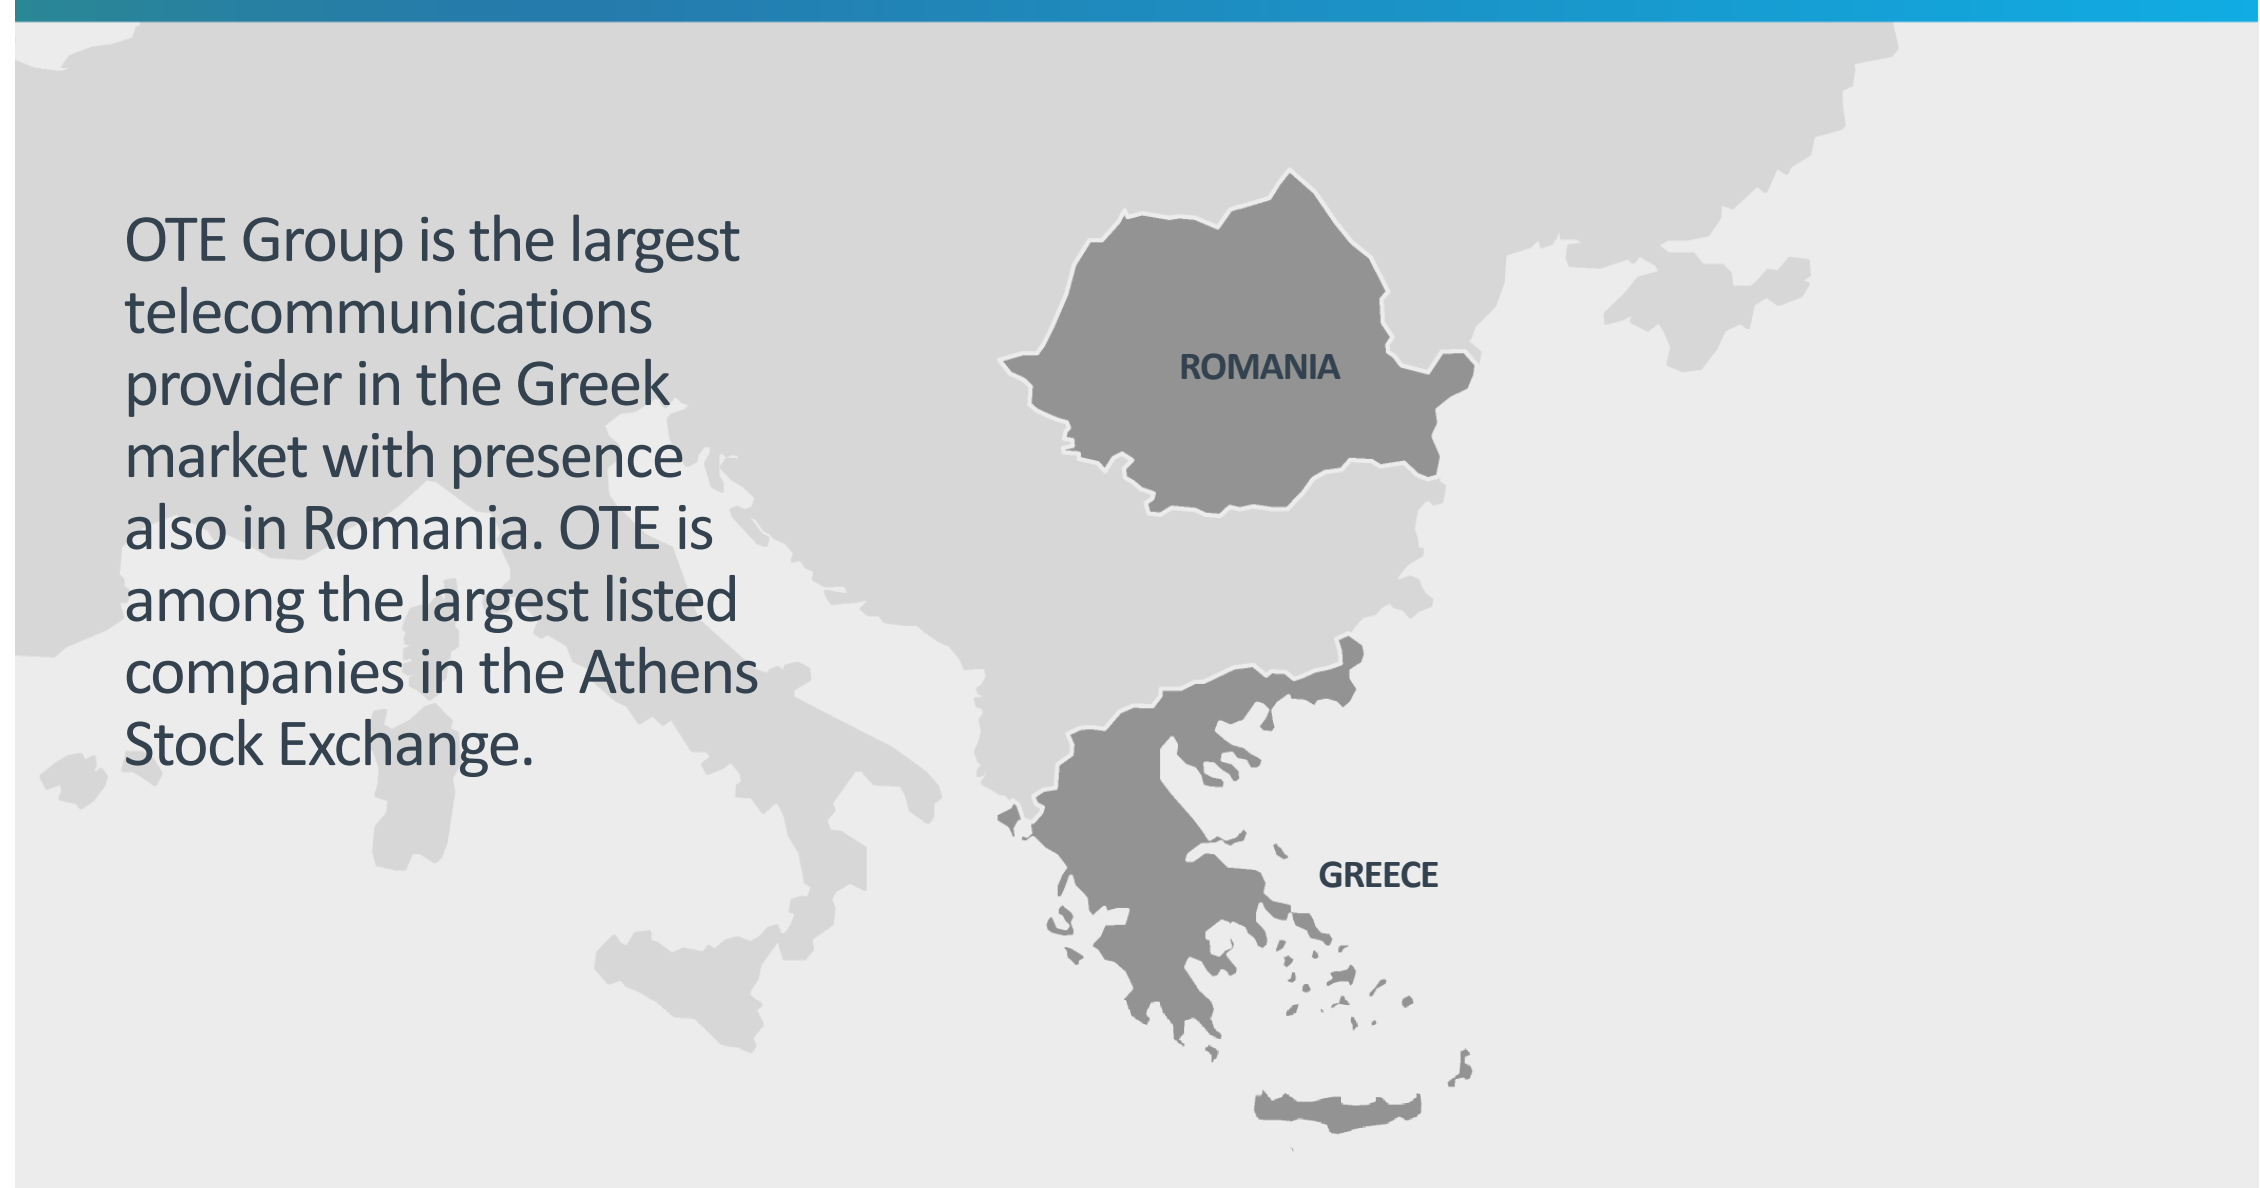 OTE Group is the largest
telecommunications
provider in the Greek
market with presence
also in Romania. OTE is
among the largest listed
companies in the Athens
Stock Exchange.
ROMANIA
GREECE